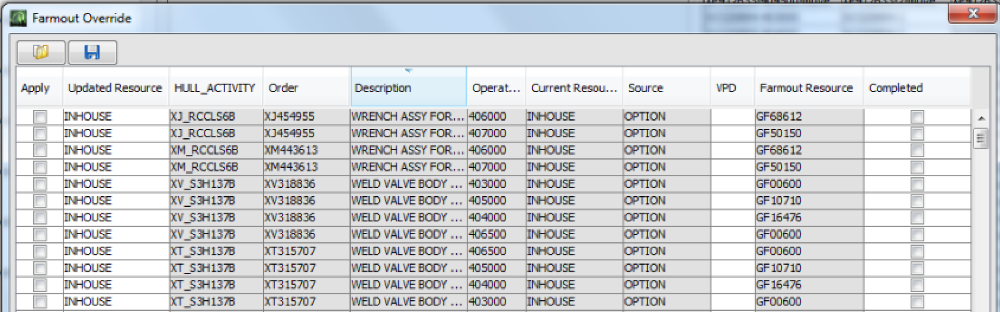 Farmout Override
Apply Updated Resource HULL_ACTIVITY Order Description Operat... Current Resou... Source VPD Farmout Resource Completed
INHOUSE XJ_RCCLS6B XJ454955 WRENCH ASSY FOR... 406000 INHOUSE OPTION GF68612
INHOUSE XJ_RCCLS6B XJ454955 WRENCH ASSY FOR... 407000 INHOUSE OPTION GF50150
INHOUSE XM_RCCLS6B XM443613 WRENCH ASSY FOR... 406000 INHOUSE OPTION GF68612
INHOUSE XM_RCCLS6B XM443613 WRENCH ASSY FOR... 407000 INHOUSE OPTION GF50150
INHOUSE XV_S3H137B XV318836 WELD VALVE BODY ... 403000 INHOUSE OPTION GF00600
INHOUSE XV_S3H137B XV318836 WELD VALVE BODY ... 405000 INHOUSE OPTION GF10710
INHOUSE XV_S3H137B XV318836 WELD VALVE BODY ... 404000 INHOUSE OPTION GF16476
INHOUSE XV_S3H137B XV318836 WELD VALVE BODY ... 406500 INHOUSE OPTION GF00600
INHOUSE XT_S3H137B XT315707 WELD VALVE BODY ... 406500 INHOUSE OPTION GF00600
INHOUSE XT_S3H137B XT315707 WELD VALVE BODY ... 405000 INHOUSE OPTION GF10710
INHOUSE XT_S3H137B XT315707 WELD VALVE BODY ... 404000 INHOUSE OPTION GF16476
INHOUSE XT_S3H137B XT315707 WELD VALVE BODY ... 403000 INHOUSE OPTION GF00600